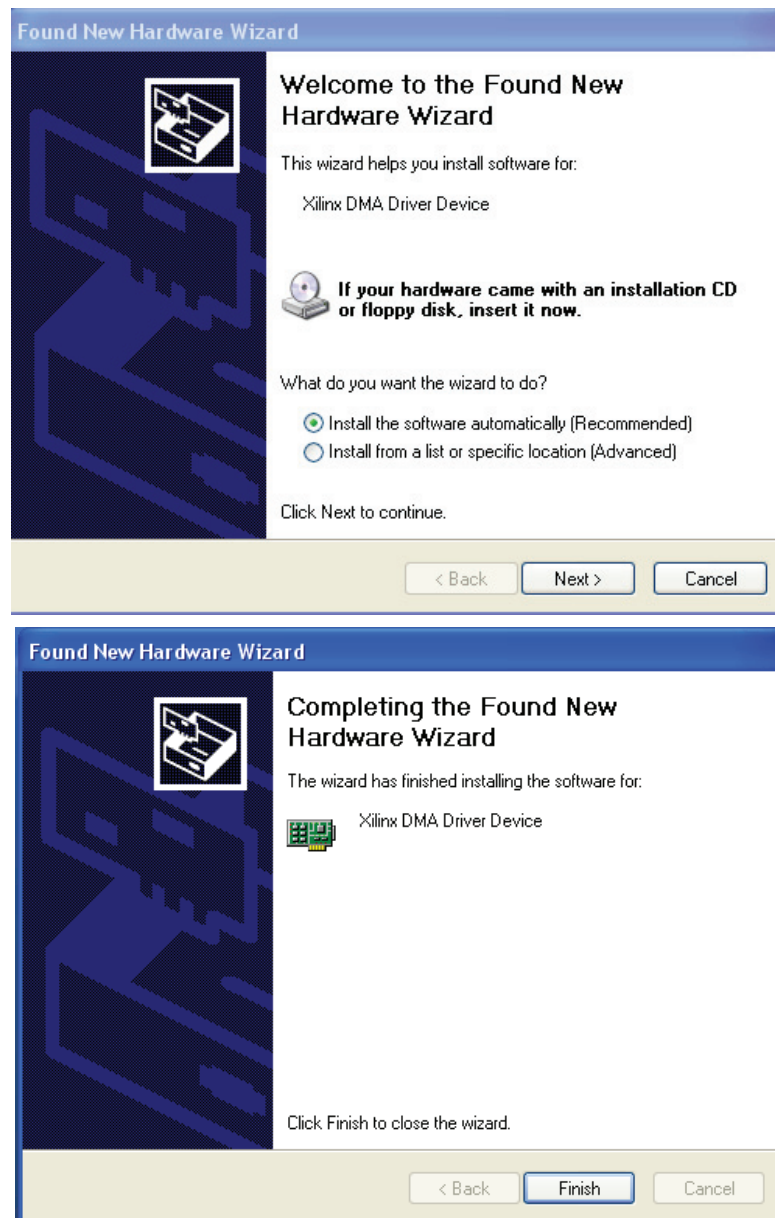 Found New Hardware Wizard
Welcome to the Found New
Hardware Wizard
This wizard helps you install software for:
Xilinx DMA Driver Device
If your hardware came with an installation CD
or floppy disk, insert it now.
What do you want the wizard to do?
Install the software automatically (Recommended)
Install from a list or specific location (Advanced)
Click Next to continue.
< Back Next > Cancel
Found New Hardware Wizard
Completing the Found New
Hardware Wizard
The wizard has finished installing the software for:
Xilinx DMA Driver Device
Click Finish to close the wizard.
< Back Finish Cancel